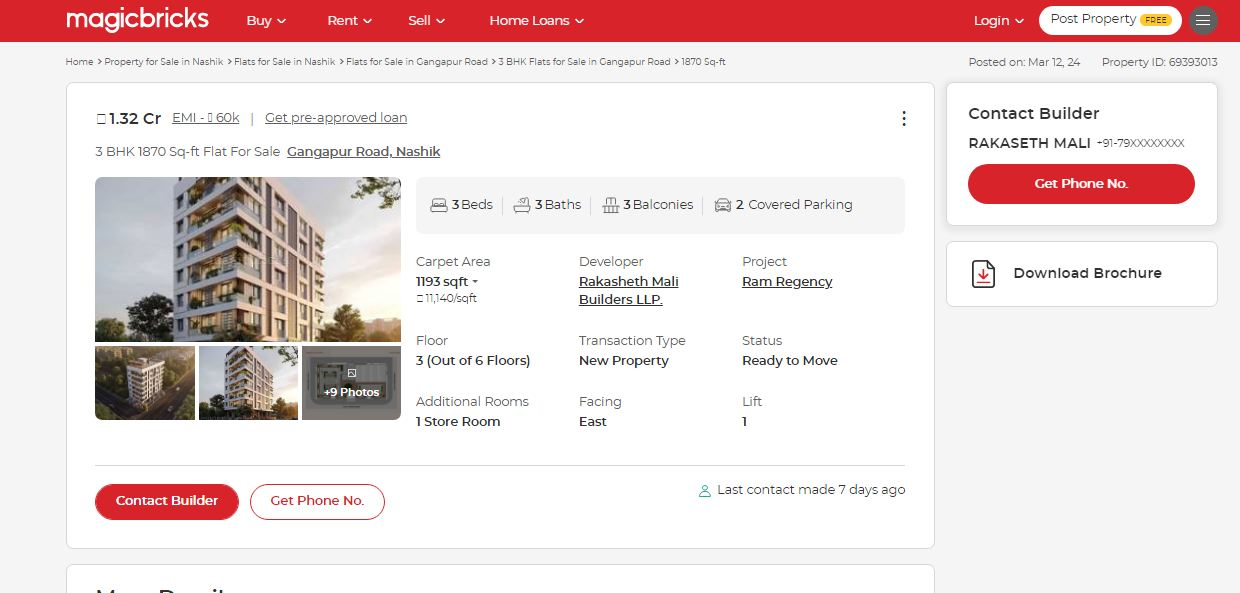 magicbricks
Buy Rent Sell Home Loans Login Post Property FREE
Home > Property for Sale in Nashik > Flats for Sale in Nashik > Flats for Sale in Gangapur Road > 3 BHK Flats for Sale in Gangapur Road > 1870 Sq-ft
Posted on: Mar 12, 24 Property ID: 69393013
1.32 Cr EMI - 60k | Get pre-approved loan
3 BHK 1870 Sq-ft Flat For Sale Gangapur Road, Nashik
+9 Photos
3 Beds 3 Baths 3 Balconies 2 Covered Parking
Carpet Area
1193 sqft
11,140/sqft
Developer
Rakasheth Mali
Builders LLP.
Project
Ram Regency
Floor
3 (Out of 6 Floors)
Transaction Type
New Property
Status
Ready to Move
Additional Rooms
1 Store Room
Facing
East
Lift
1
Contact Builder Get Phone No.
Last contact made 7 days ago
Contact Builder
RAKASETH MALI +91-79XXXXXXXX
Get Phone No.
Download Brochure